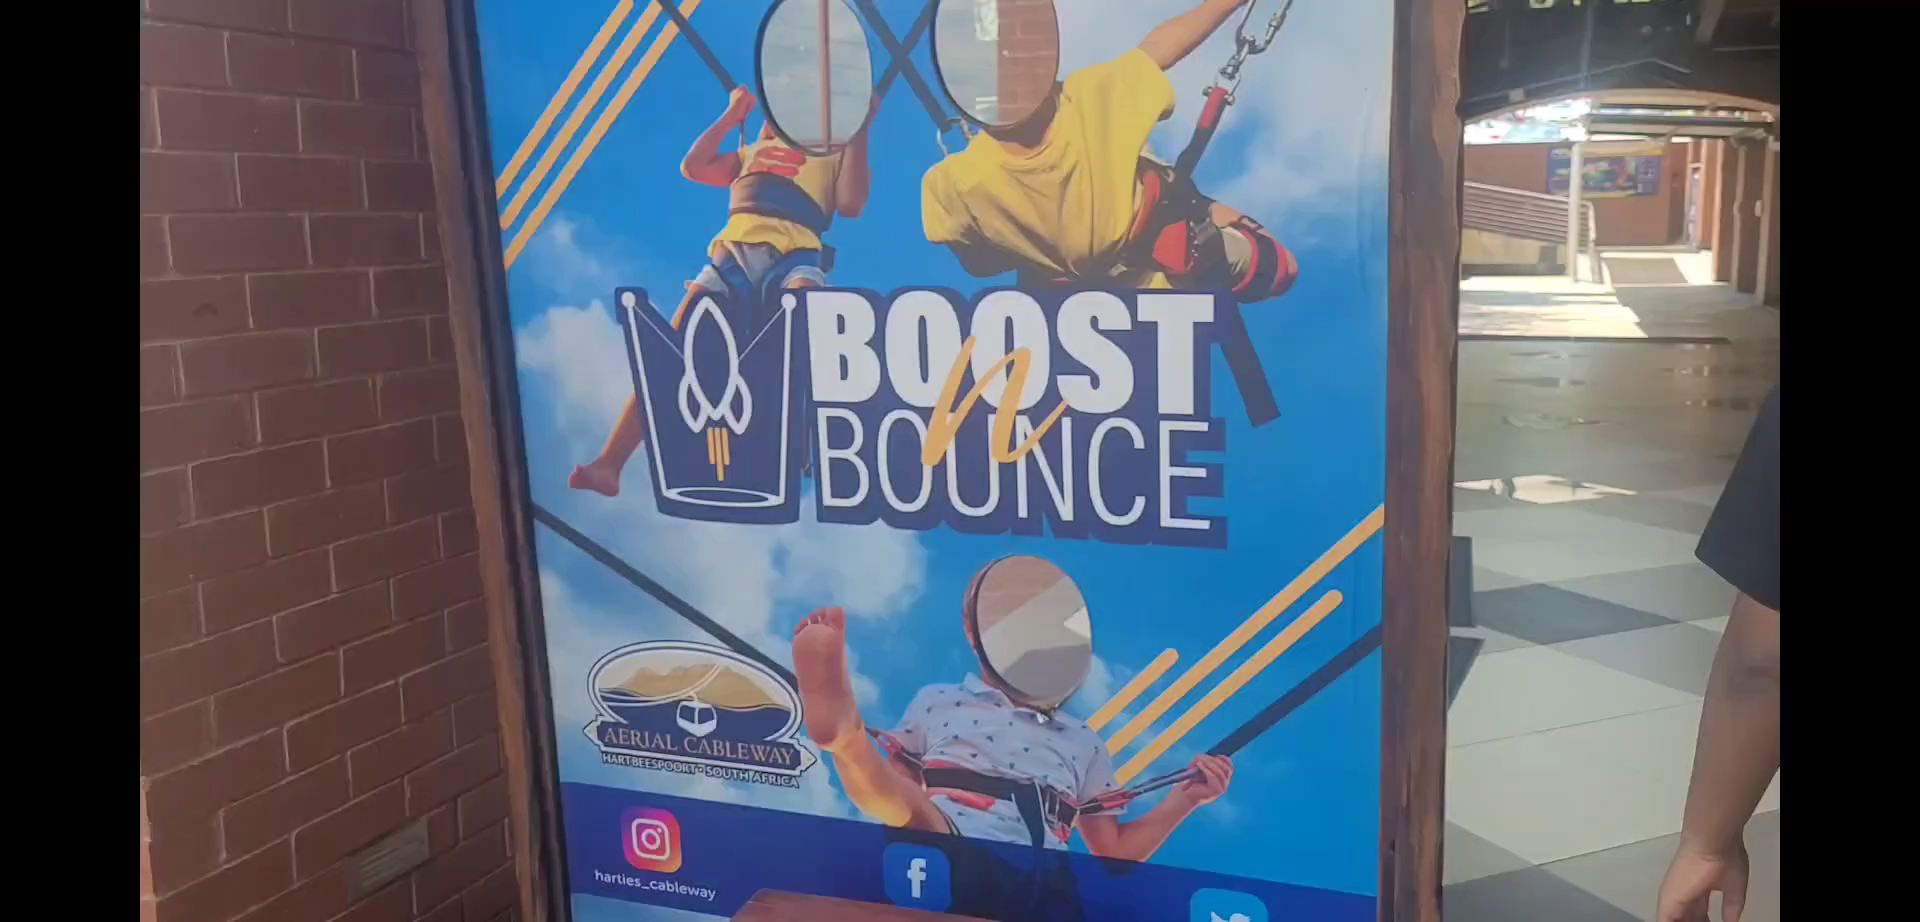 BOOST
n
BOUNCE
AERIAL CABLEWAY
HARTBEESPOORT • SOUTH AFRICA
harties_cableway